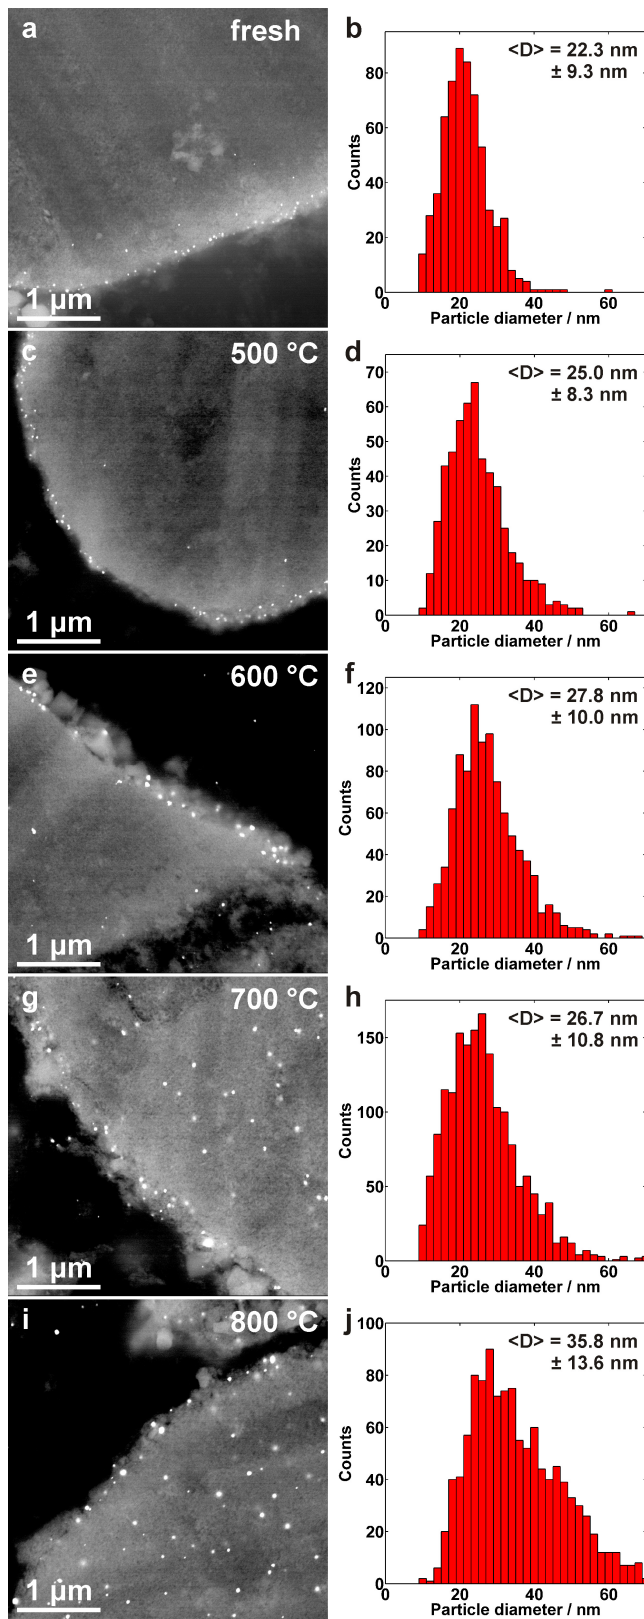 a
fresh
1 µm
b
<D> = 22.3 nm
± 9.3 nm
Counts
80
60
40
20
0
0 20 40 60
Particle diameter / nm
c
500 °C
1 µm
d
<D> = 25.0 nm
± 8.3 nm
Counts
70
60
50
40
30
20
10
0
0 20 40 60
Particle diameter / nm
e
600 °C
1 µm
f
<D> = 27.8 nm
± 10.0 nm
Counts
120
100
80
60
40
20
0
0 20 40 60
Particle diameter / nm
g
700 °C
1 µm
h
<D> = 26.7 nm
± 10.8 nm
Counts
150
100
50
0
0 20 40 60
Particle diameter / nm
i
800 °C
1 µm
j
<D> = 35.8 nm
± 13.6 nm
Counts
100
80
60
40
20
0
0 20 40 60
Particle diameter / nm